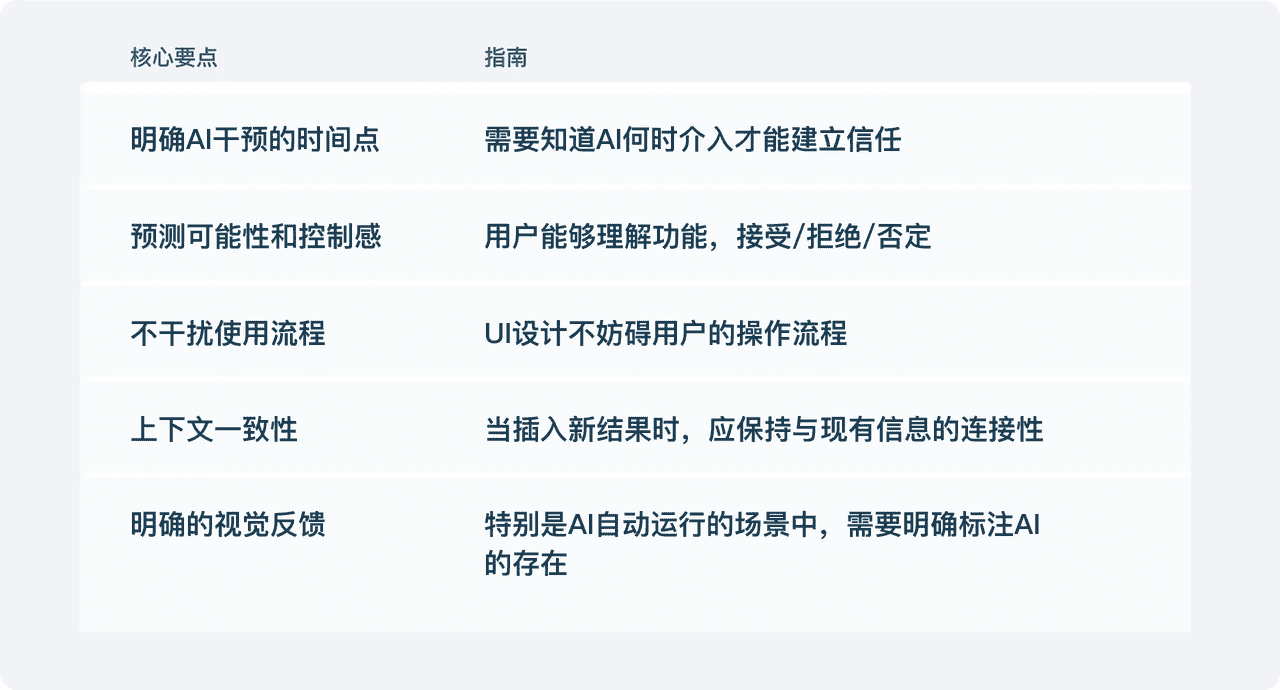 核心要点 指南
明确AI干预的时间点 需要知道AI何时介入才能建立信任
预测可能性和控制感 用户能够理解功能，接受/拒绝/否定
不干扰使用流程 UI设计不妨碍用户的操作流程
上下文一致性 当插入新结果时，应保持与现有信息的连接性
明确的视觉反馈 特别是AI自动运行的场景中，需要明确标注AI
的存在